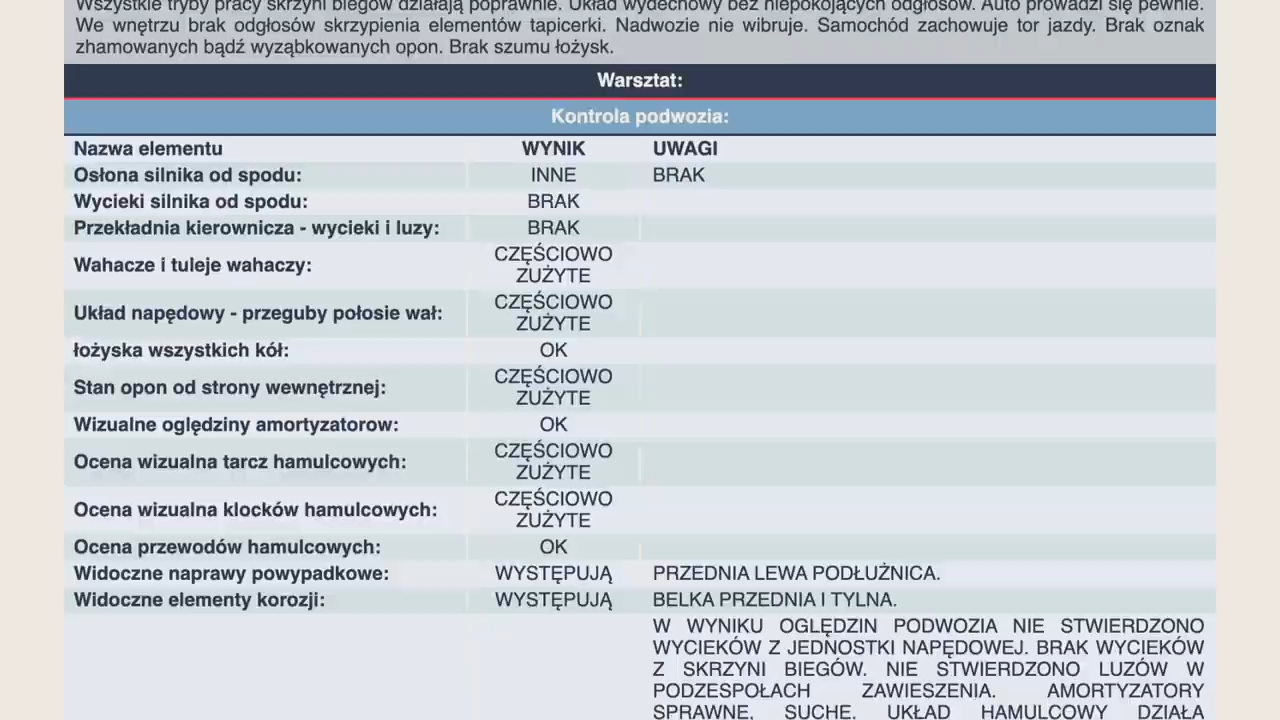 Wszystkie tryby pracy skrzyni biegów działają poprawnie. Układ wydechowy bez niepokojących odgłosów. Auto prowadzi się pewnie.
We wnętrzu brak odgłosów skrzypienia elementów tapicerki. Nadwozie nie wibruje. Samochód zachowuje tor jazdy. Brak oznak
zhamowanych bądź wyząbkowanych opon. Brak szumu łożysk.
Warsztat:
Kontrola podwozia:
Nazwa elementu WYNIK UWAGI
Osłona silnika od spodu: INNE BRAK
Wycieki silnika od spodu: BRAK
Przekładnia kierownicza - wycieki i luzy: BRAK
Wahacze i tuleje wahaczy: CZĘŚCIOWO
ZUŻYTE
Układ napędowy - przeguby połosie wał: CZĘŚCIOWO
ZUŻYTE
łożyska wszystkich kół: OK
Stan opon od strony wewnętrznej: CZĘŚCIOWO
ZUŻYTE
Wizualne oględziny amortyzatorow: OK
Ocena wizualna tarcz hamulcowych: CZĘŚCIOWO
ZUŻYTE
Ocena wizualna klocków hamulcowych: CZĘŚCIOWO
ZUŻYTE
Ocena przewodów hamulcowych: OK
Widoczne naprawy powypadkowe: WYSTĘPUJĄ PRZEDNIA LEWA PODŁUŻNICA.
Widoczne elementy korozji: WYSTĘPUJĄ BELKA PRZEDNIA I TYLNA.
W WYNIKU OGLĘDZIN PODWOZIA NIE STWIERDZONO
WYCIEKÓW Z JEDNOSTKI NAPĘDOWEJ. BRAK WYCIEKÓW
Z SKRZYNI BIEGÓW. NIE STWIERDZONO LUZÓW W
PODZESPOŁACH ZAWIESZENIA. AMORTYZATORY
SPRAWNE, SUCHE. UKŁAD HAMULCOWY DZIAŁA